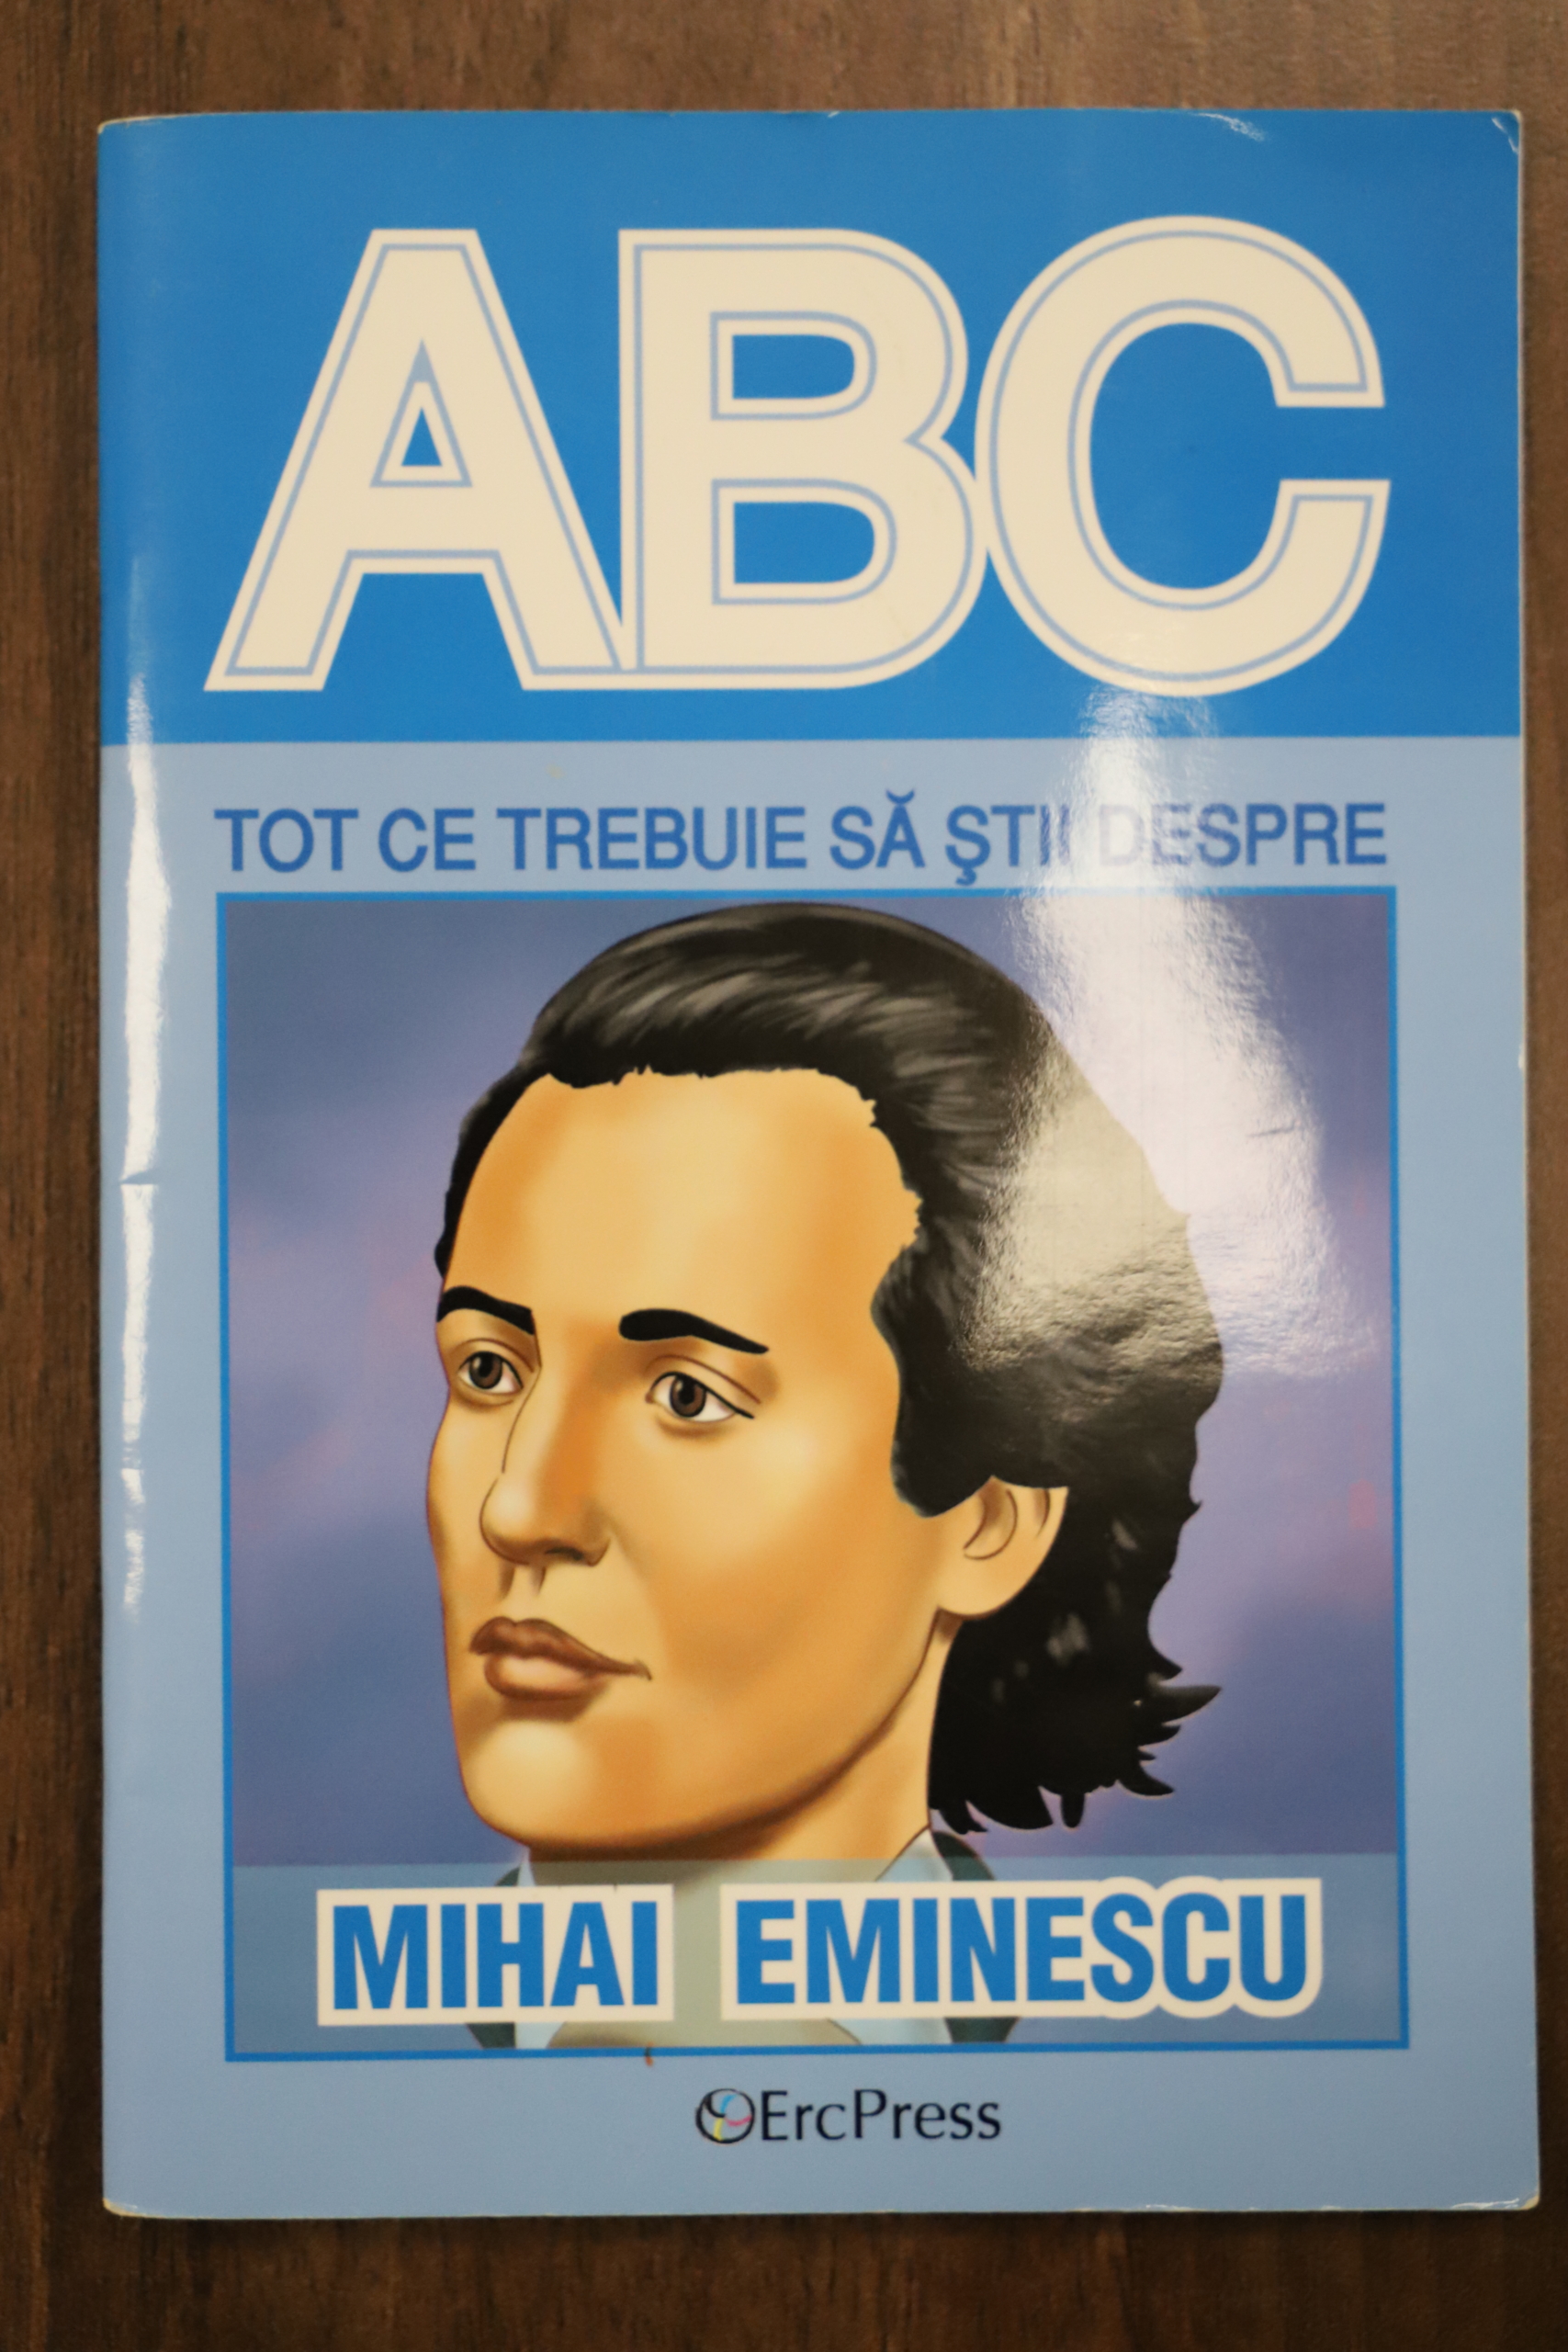 ABC
TOT CE TREBUIE SĂ ŞTII DESPRE
MIHAI EMINESCU
ErcPress